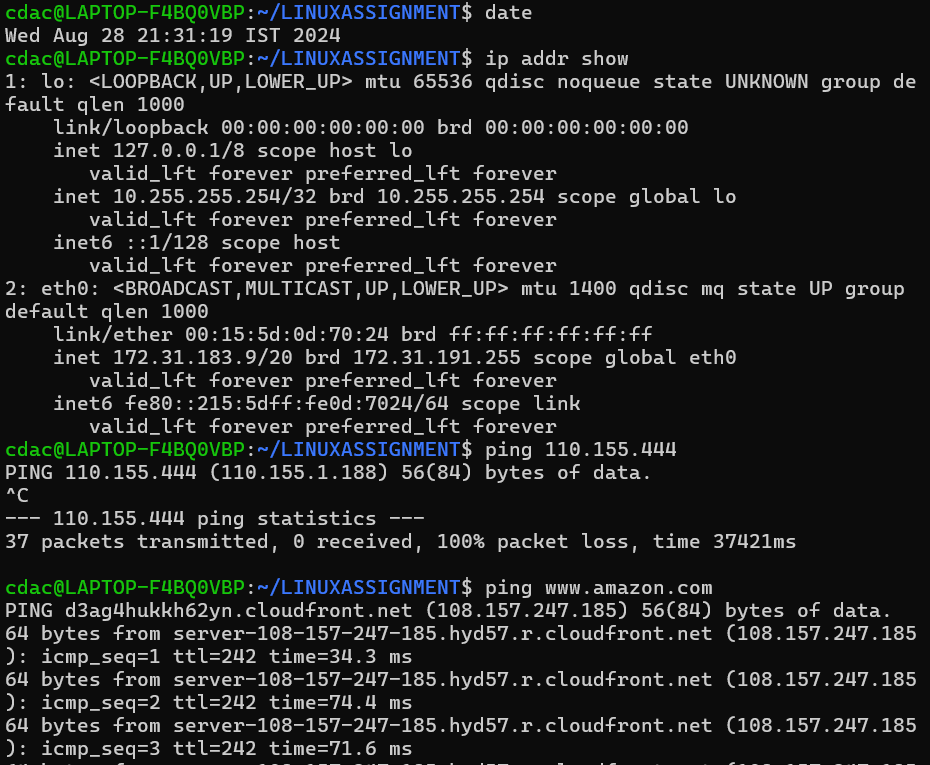 cdac@LAPTOP-F4BQ0VBP:~/LINUXASSIGNMENT$ date
Wed Aug 28 21:31:19 IST 2024
cdac@LAPTOP-F4BQ0VBP:~/LINUXASSIGNMENT$ ip addr show
1: lo: <LOOPBACK,UP,LOWER_UP> mtu 65536 qdisc noqueue state UNKNOWN group de
fault qlen 1000
    link/loopback 00:00:00:00:00:00 brd 00:00:00:00:00:00
    inet 127.0.0.1/8 scope host lo
       valid_lft forever preferred_lft forever
    inet 10.255.255.254/32 brd 10.255.255.254 scope global lo
       valid_lft forever preferred_lft forever
    inet6 ::1/128 scope host
       valid_lft forever preferred_lft forever
2: eth0: <BROADCAST,MULTICAST,UP,LOWER_UP> mtu 1400 qdisc mq state UP group
default qlen 1000
    link/ether 00:15:5d:0d:70:24 brd ff:ff:ff:ff:ff:ff
    inet 172.31.183.9/20 brd 172.31.191.255 scope global eth0
       valid_lft forever preferred_lft forever
    inet6 fe80::215:5dff:fe0d:7024/64 scope link
       valid_lft forever preferred_lft forever
cdac@LAPTOP-F4BQ0VBP:~/LINUXASSIGNMENT$ ping 110.155.444
PING 110.155.444 (110.155.1.188) 56(84) bytes of data.
^C
--- 110.155.444 ping statistics ---
37 packets transmitted, 0 received, 100% packet loss, time 37421ms
cdac@LAPTOP-F4BQ0VBP:~/LINUXASSIGNMENT$ ping www.amazon.com
PING d3ag4hukkh62yn.cloudfront.net (108.157.247.185) 56(84) bytes of data.
64 bytes from server-108-157-247-185.hyd57.r.cloudfront.net (108.157.247.185
): icmp_seq=1 ttl=242 time=34.3 ms
64 bytes from server-108-157-247-185.hyd57.r.cloudfront.net (108.157.247.185
): icmp_seq=2 ttl=242 time=74.4 ms
64 bytes from server-108-157-247-185.hyd57.r.cloudfront.net (108.157.247.185
): icmp_seq=3 ttl=242 time=71.6 ms